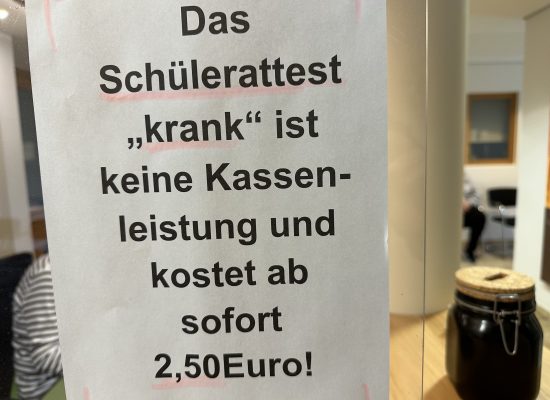 Das
Schülerattest
„krank“ ist
keine Kassen-
leistung und
kostet ab
sofort
2,50Euro!